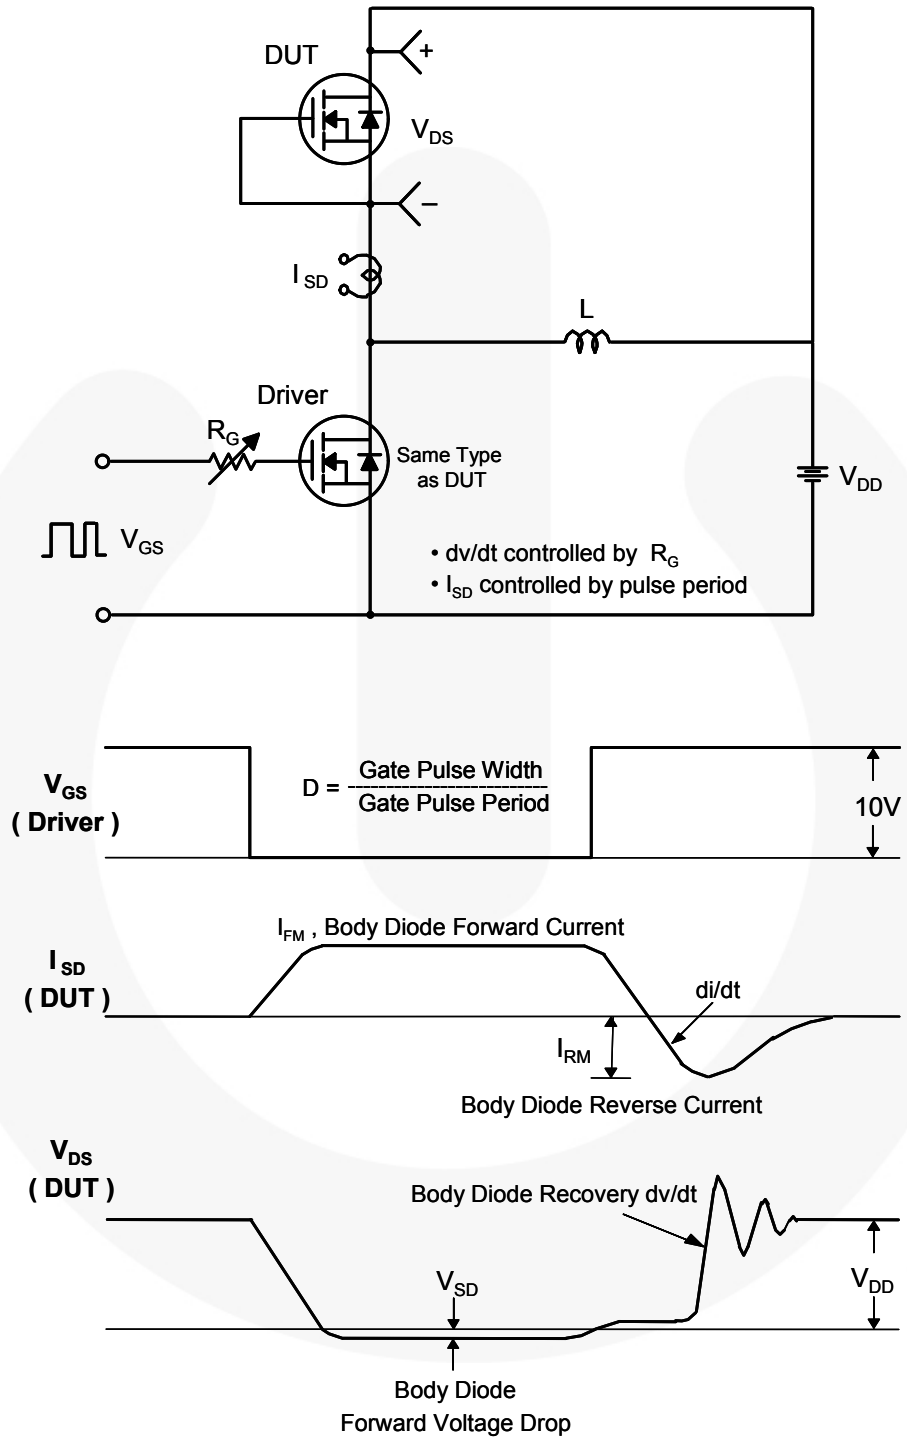 DUT
+
V_DS
−
I_SD
L
Driver
R_G
Same Type
as DUT
V_DD
V_GS
• dv/dt controlled by R_G
• I_SD controlled by pulse period
V_GS
( Driver )
D = Gate Pulse Width
Gate Pulse Period
10V
I_FM , Body Diode Forward Current
I_SD
( DUT )
di/dt
I_RM
Body Diode Reverse Current
V_DS
( DUT )
Body Diode Recovery dv/dt
V_SD
V_DD
Body Diode
Forward Voltage Drop